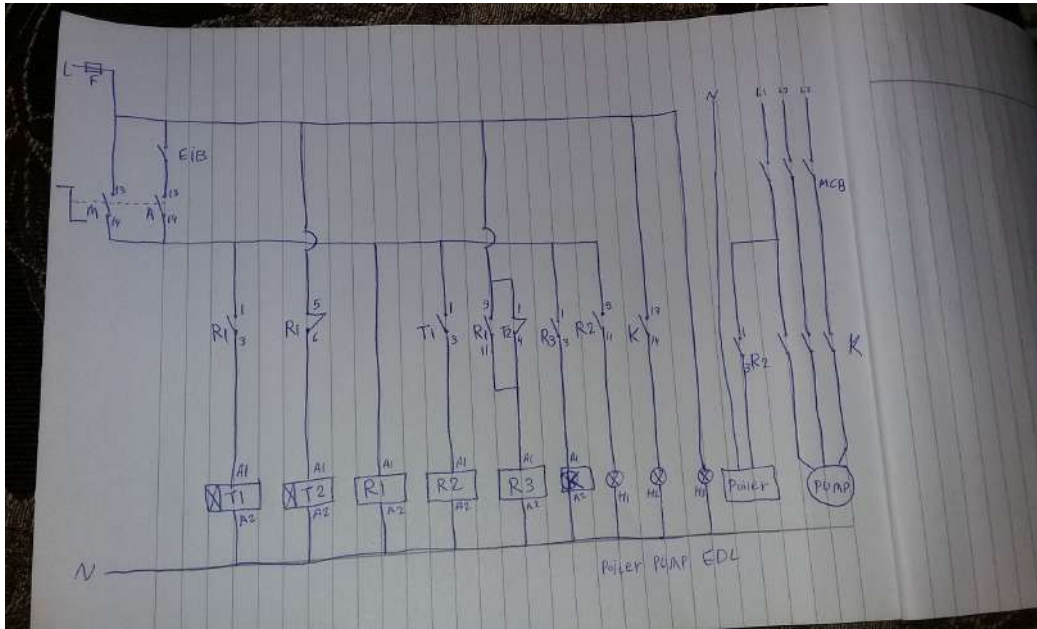 L
F
N
L1 L2 L3
EIB
MCB
M
13
14
A
13
14
R1
1
3
R1
5
6
T1
1
3
R1
9
11
T2
1
4
R3
1
3
R2
9
11
K
13
14
R2
1
3
K
A1 A1 A1 A1 A1 A1
T1 T2 R1 R2 R3 K
A2 A2 A2 A2 A2 A2
H1 H2 H3
Poiler
PUMP
N
Poiler PUMP EDL